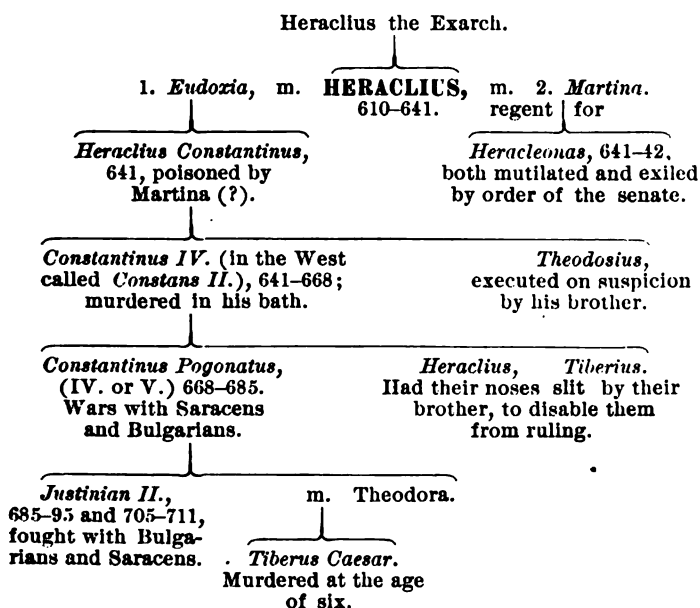 Heraclius the Exarch.
1. Eudoxia, m. HERACLIUS, m. 2. Martina.
610–641. regent for
Heraclius Constantinus,
641, poisoned by
Martina (?).
Heracleonas, 641–42,
both mutilated and exiled
by order of the senate.
Constantinus IV. (in the West
called Constans II.), 641–668;
murdered in his bath.
Theodosius,
executed on suspicion
by his brother.
Constantinus Pogonatus,
(IV. or V.) 668–685.
Wars with Saracens
and Bulgarians.
Heraclius, Tiberius.
Had their noses slit by their
brother, to disable them
from ruling.
Justinian II.,
685–95 and 705–711,
fought with Bulga-
rians and Saracens.
m. Theodora.
Tiberus Caesar.
Murdered at the age
of six.